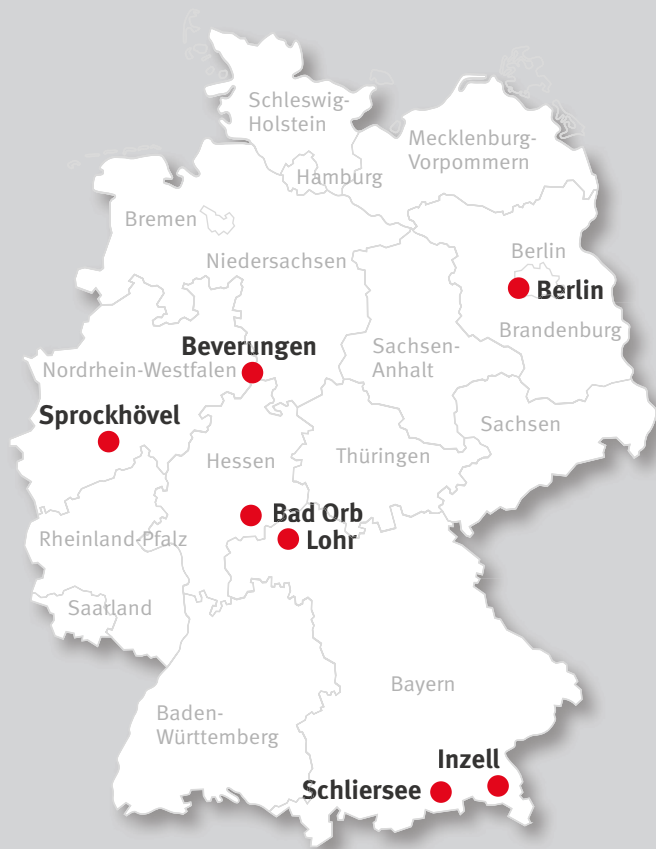 Schleswig-
Holstein
Mecklenburg-
Vorpommern
Hamburg
Bremen
Niedersachsen
Berlin
Berlin
Brandenburg
Beverungen
Nordrhein-Westfalen
Sachsen-
Anhalt
Sprockhövel
Sachsen
Hessen
Thüringen
Bad Orb
Rheinland-Pfalz
Lohr
Saarland
Bayern
Baden-
Württemberg
Inzell
Schliersee